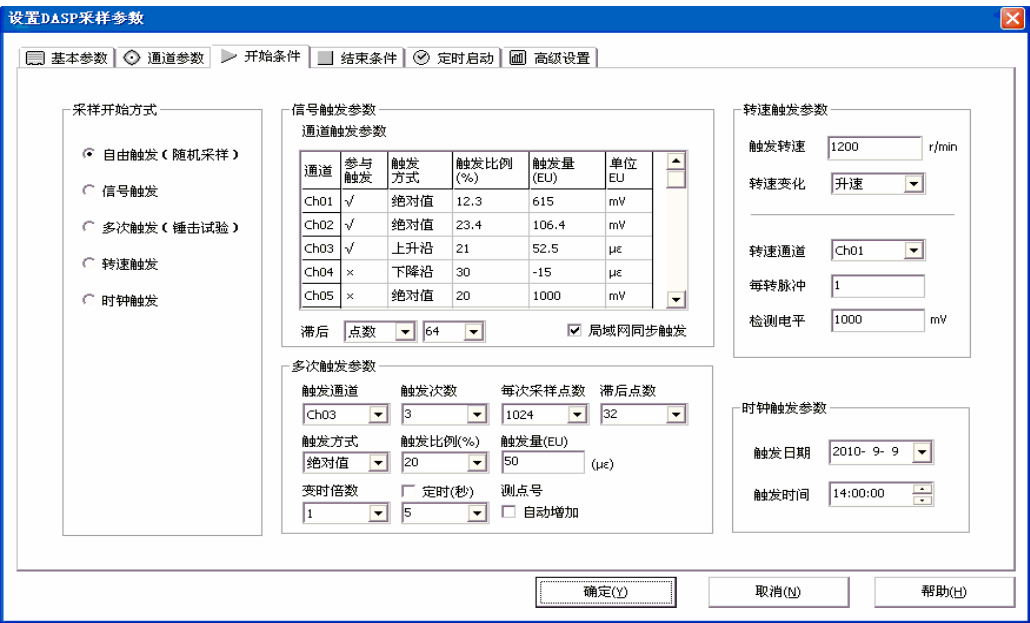 设置DASP采样参数
基本参数 通道参数 开始条件 结束条件 定时启动 高级设置
采样开始方式
自由触发(随机采样)
信号触发
多次触发(锤击试验)
转速触发
时钟触发
信号触发参数
通道触发参数
通道 参与触发 触发方式 触发比例(%) 触发量(EU) 单位EU
Ch01 √ 绝对值 12.3 615 mV
Ch02 √ 绝对值 23.4 106.4 mV
Ch03 √ 上升沿 21 52.5 με
Ch04 × 下降沿 30 -15 με
Ch05 × 绝对值 20 1000 mV
滞后 点数 64 局域网同步触发
多次触发参数
触发通道 触发次数 每次采样点数 滞后点数
Ch03 3 1024 32
触发方式 触发比例(%) 触发量(EU)
绝对值 20 50 (με)
变时倍数 定时(秒) 测点号
1 5 自动增加
转速触发参数
触发转速 1200 r/min
转速变化 升速
转速通道 Ch01
每转脉冲 1
检测电平 1000 mV
时钟触发参数
触发日期 2010- 9- 9
触发时间 14:00:00
确定(Y) 取消(N) 帮助(H)